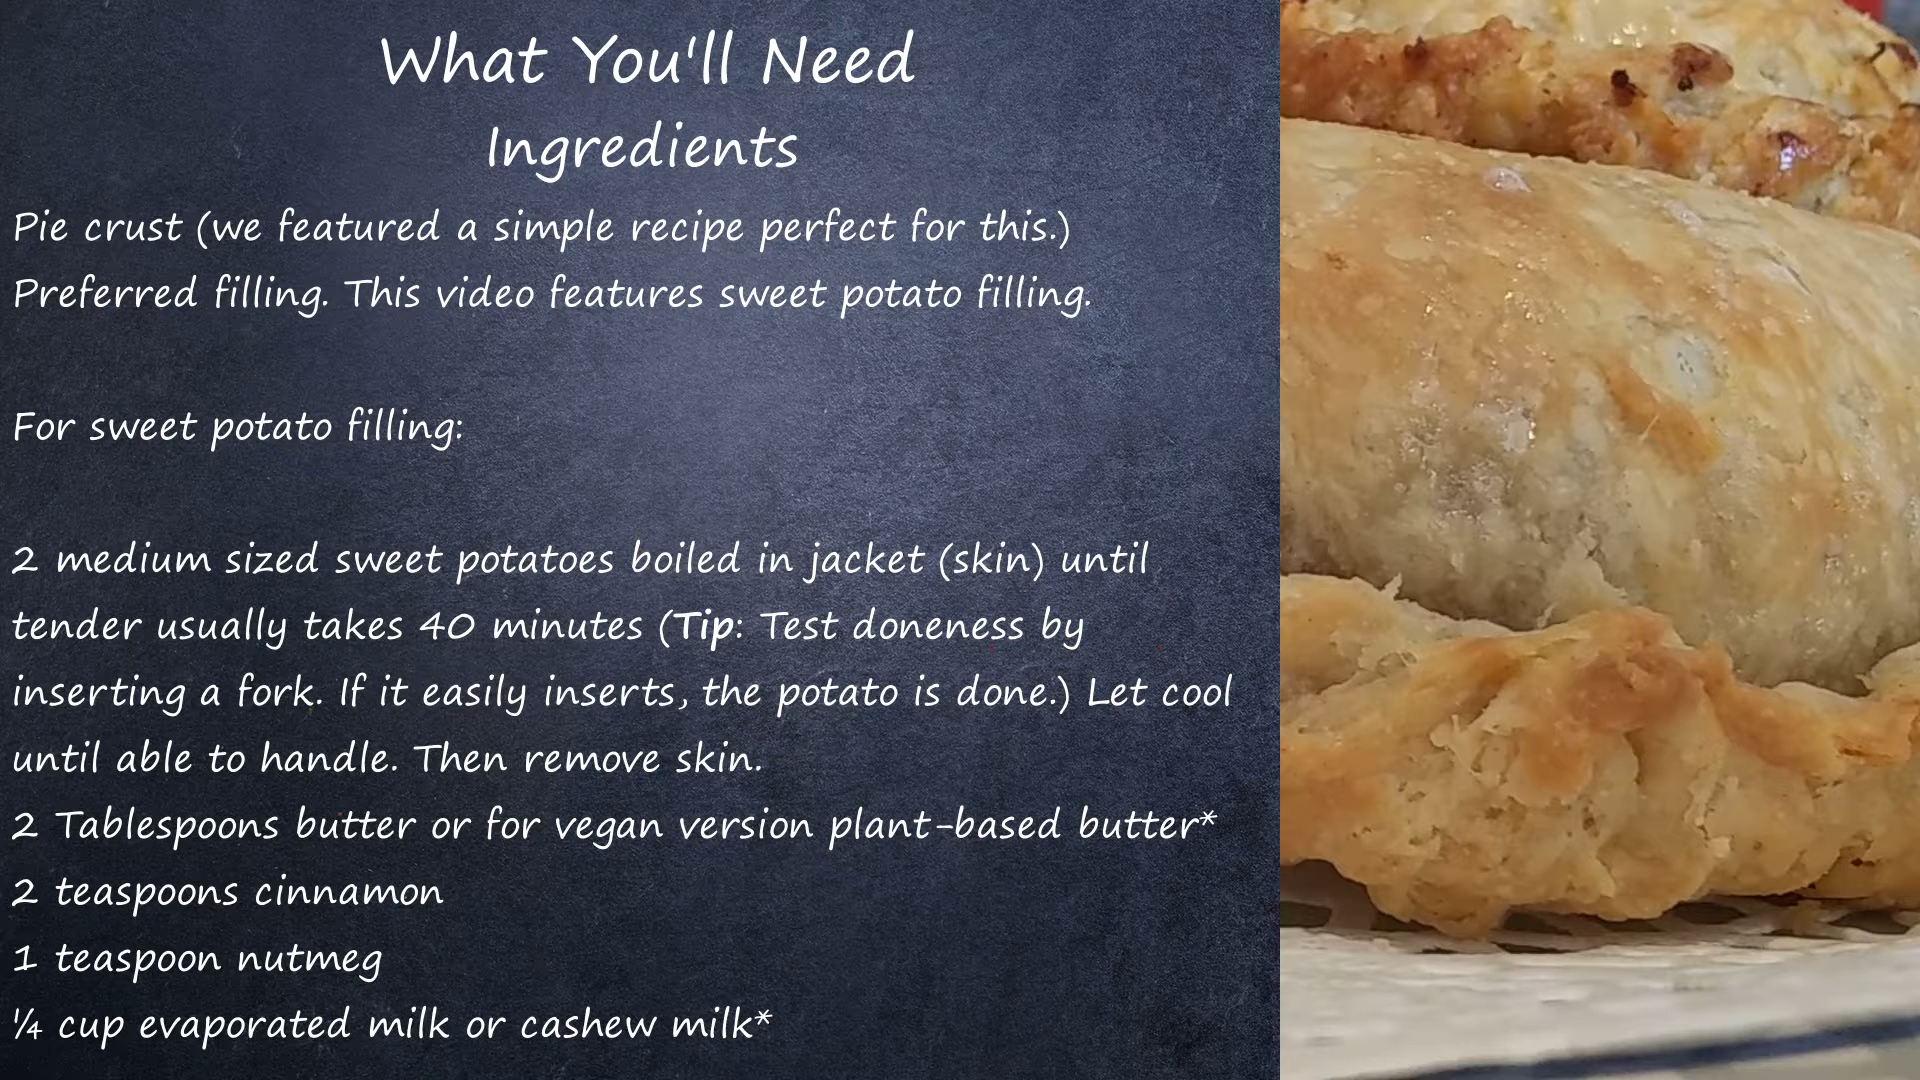 What You'll Need
Ingredients
Pie crust (we featured a simple recipe perfect for this.)
Preferred filling. This video features sweet potato filling.
For sweet potato filling:
2 medium sized sweet potatoes boiled in jacket (skin) until
tender usually takes 40 minutes (Tip: Test doneness by
inserting a fork. If it easily inserts, the potato is done.) Let cool
until able to handle. Then remove skin.
2 Tablespoons butter or for vegan version plant-based butter*
2 teaspoons cinnamon
1 teaspoon nutmeg
¼ cup evaporated milk or cashew milk*